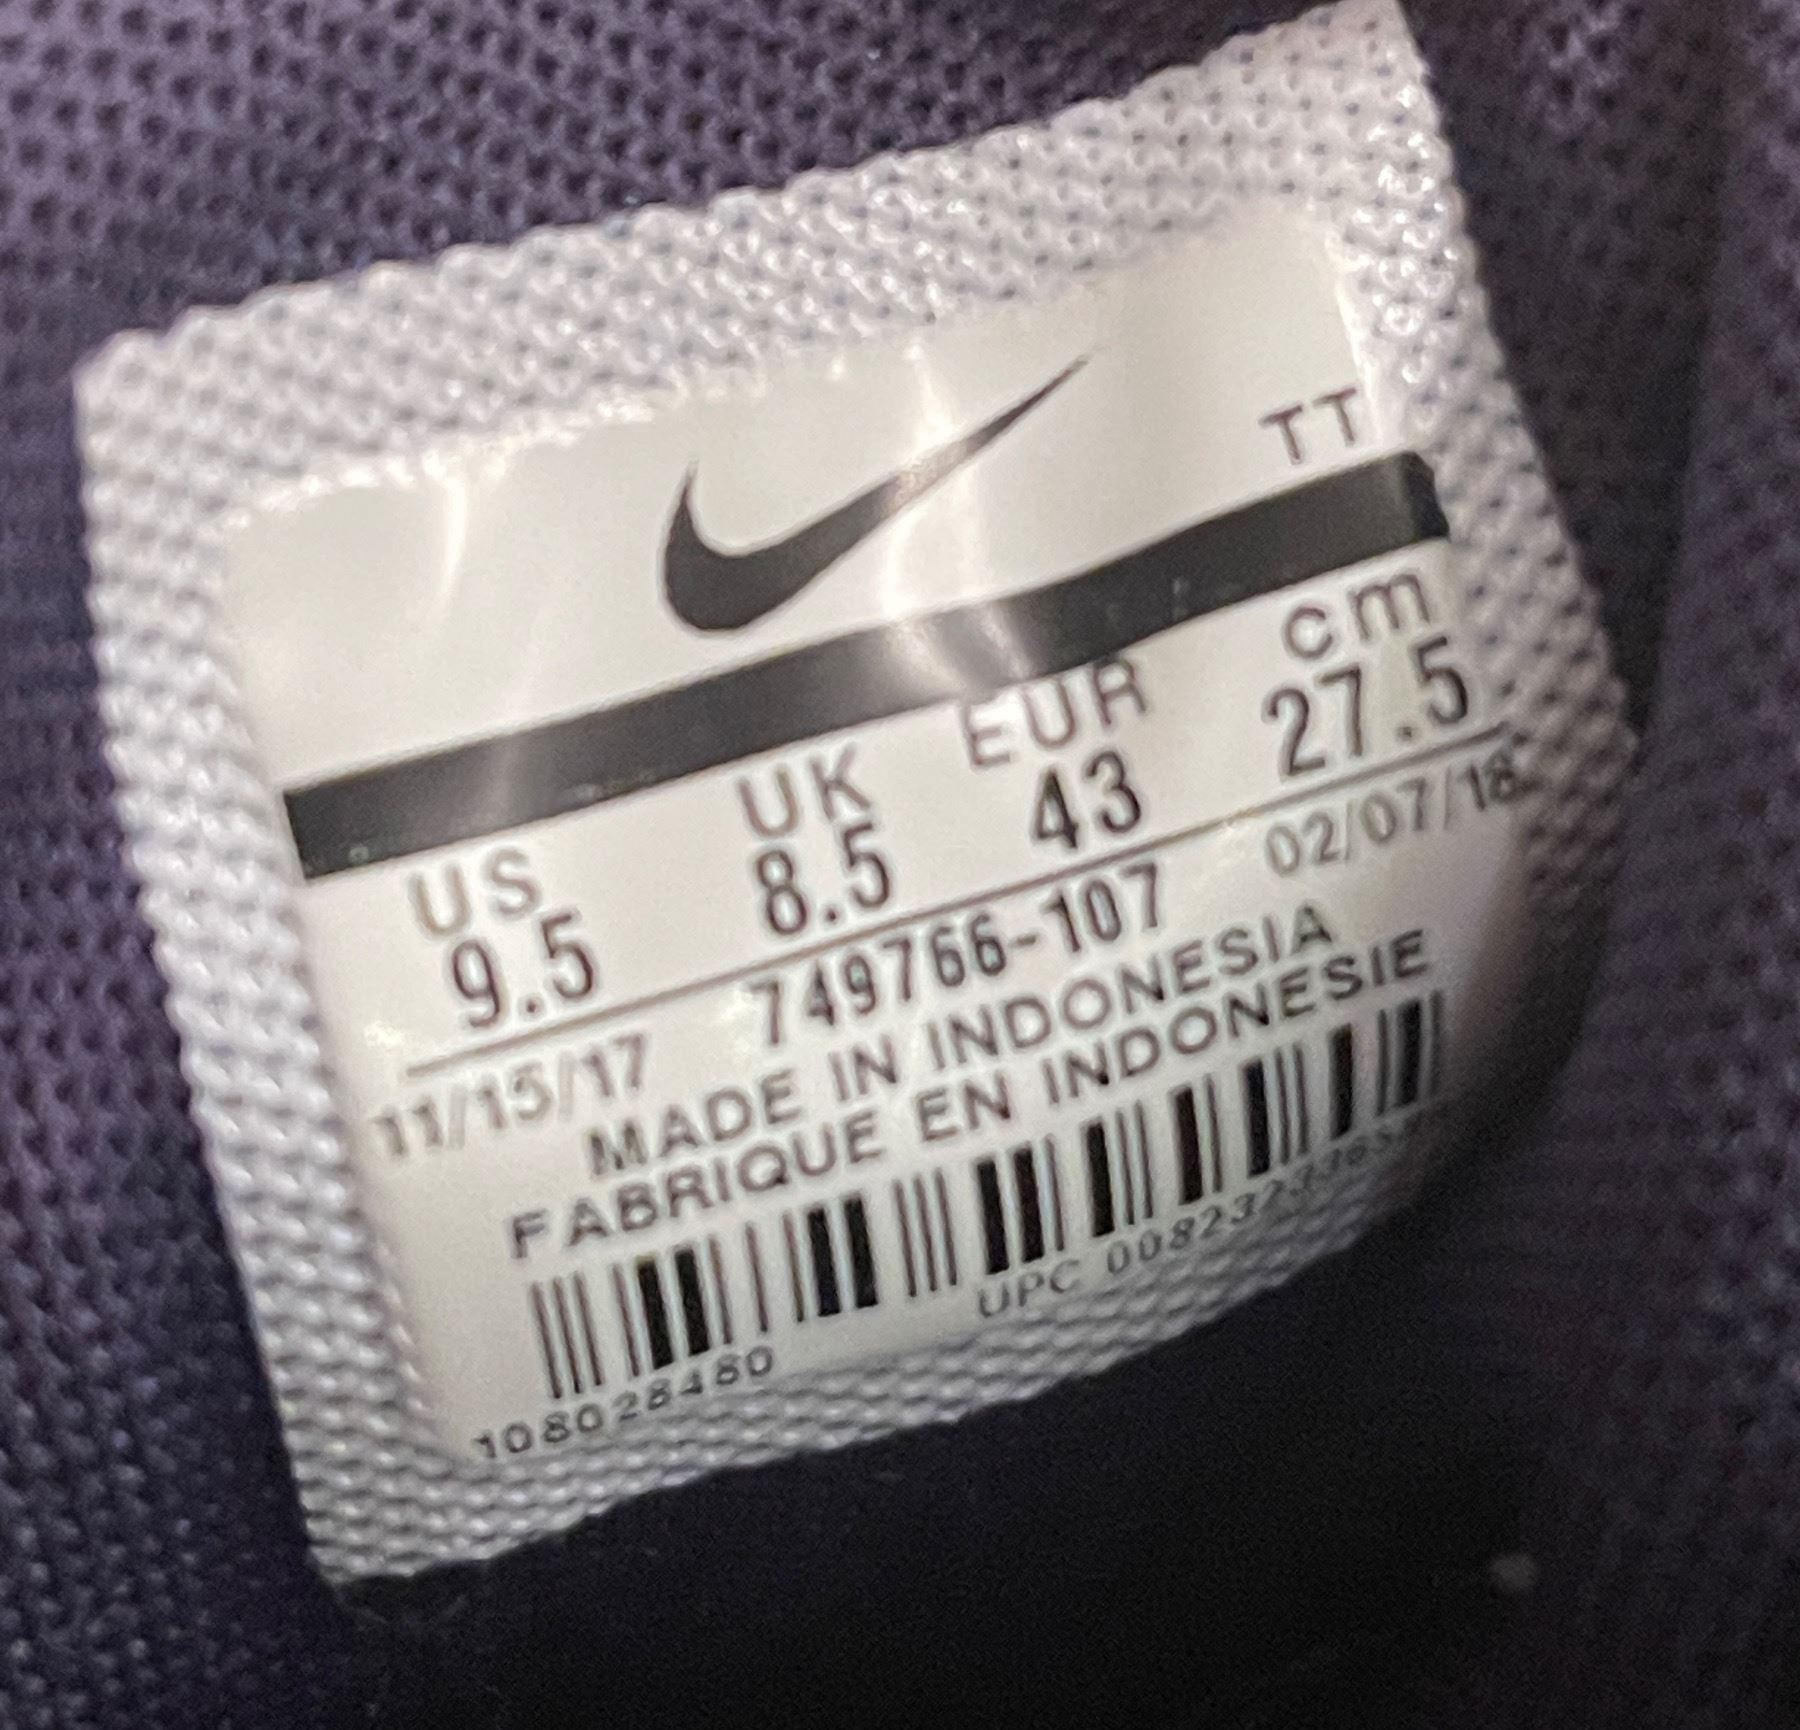 TT
US UK EUR cm
9.5 8.5 43 27.5
11/15/17 749766-107 02/07/18
MADE IN INDONESIA
FABRIQUE EN INDONESIE
108028480 UPC